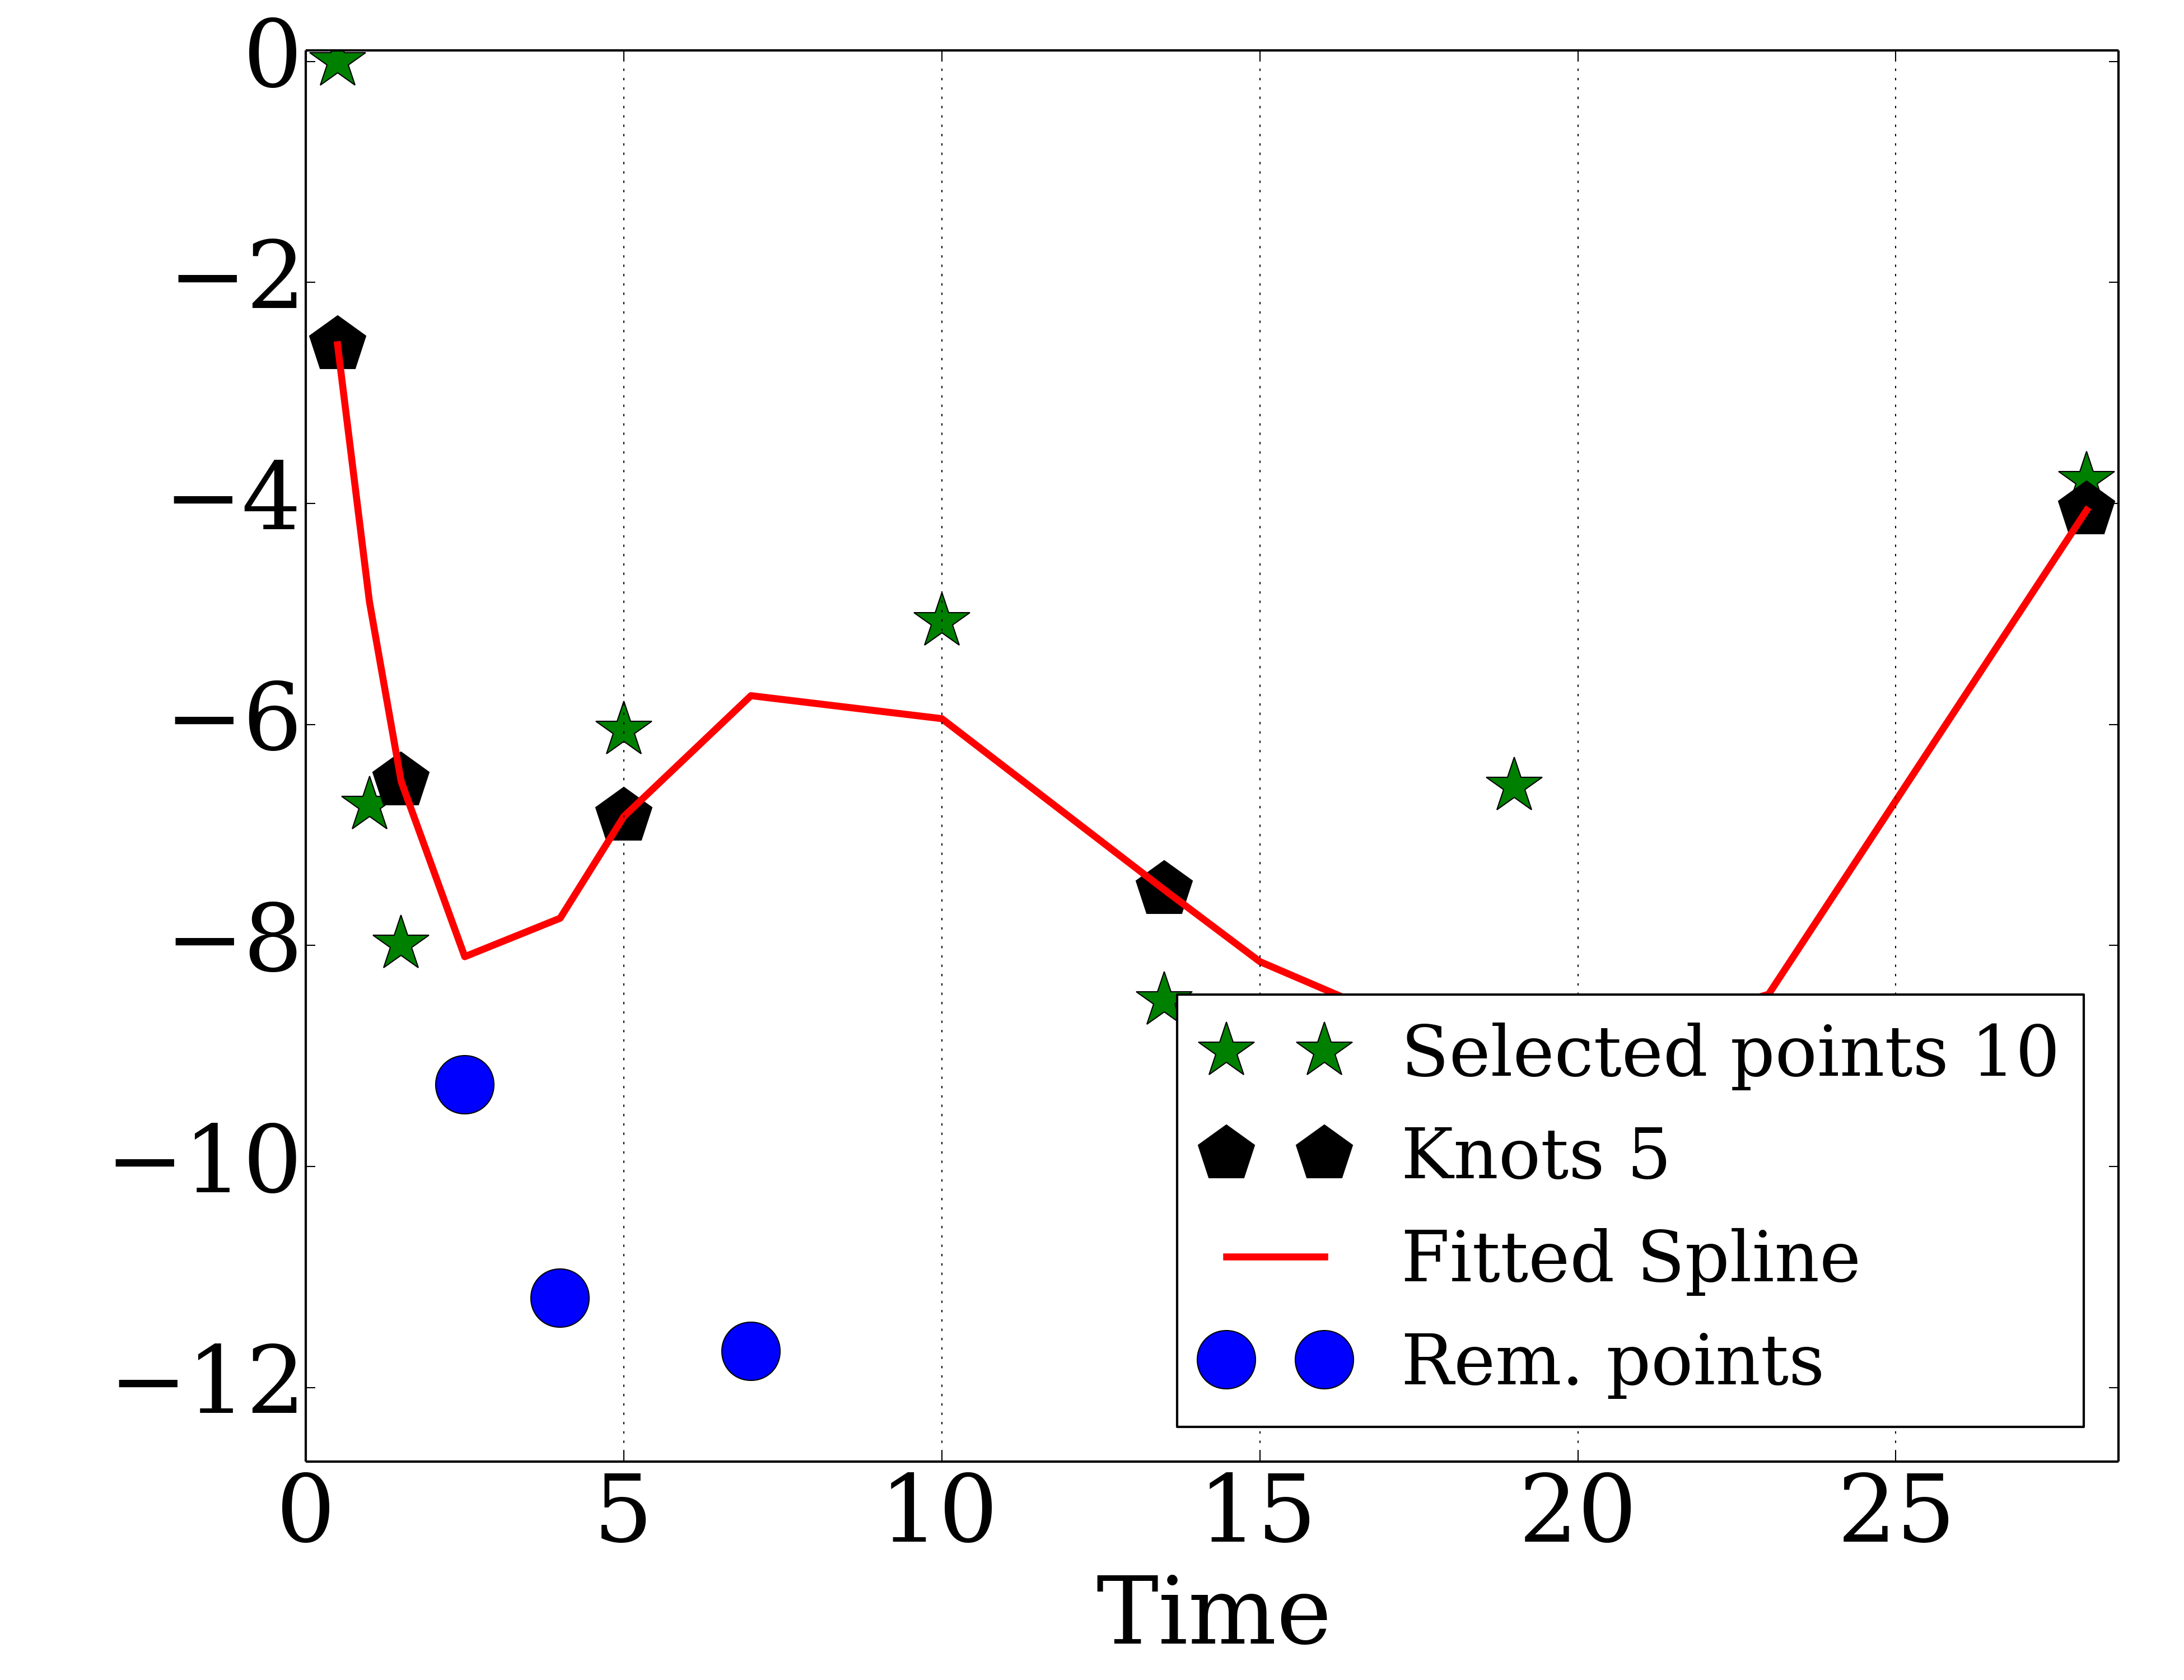 0
−2
−4
−6
−8
−10
−12
Selected points 10
Knots 5
Fitted Spline
Rem. points
0 5 10 15 20 25
Time